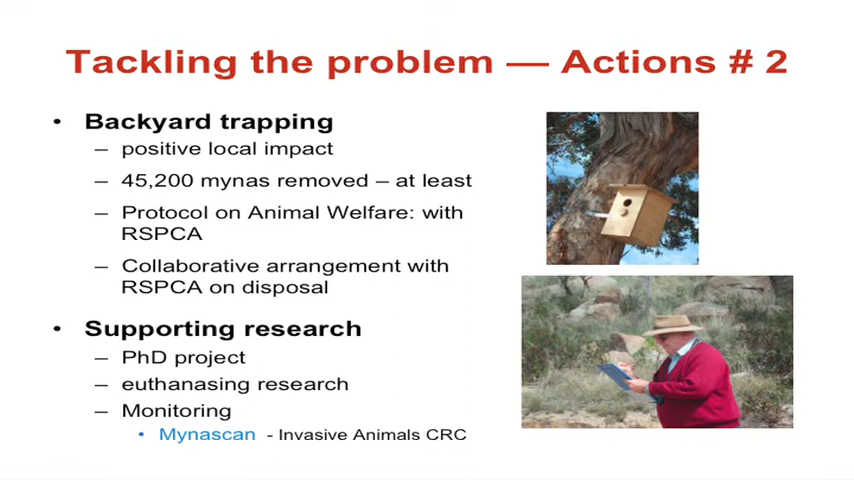 Tackling the problem — Actions # 2
• Backyard trapping
– positive local impact
– 45,200 mynas removed – at least
– Protocol on Animal Welfare: with
RSPCA
– Collaborative arrangement with
RSPCA on disposal
• Supporting research
– PhD project
– euthanasing research
– Monitoring
• Mynascan - Invasive Animals CRC